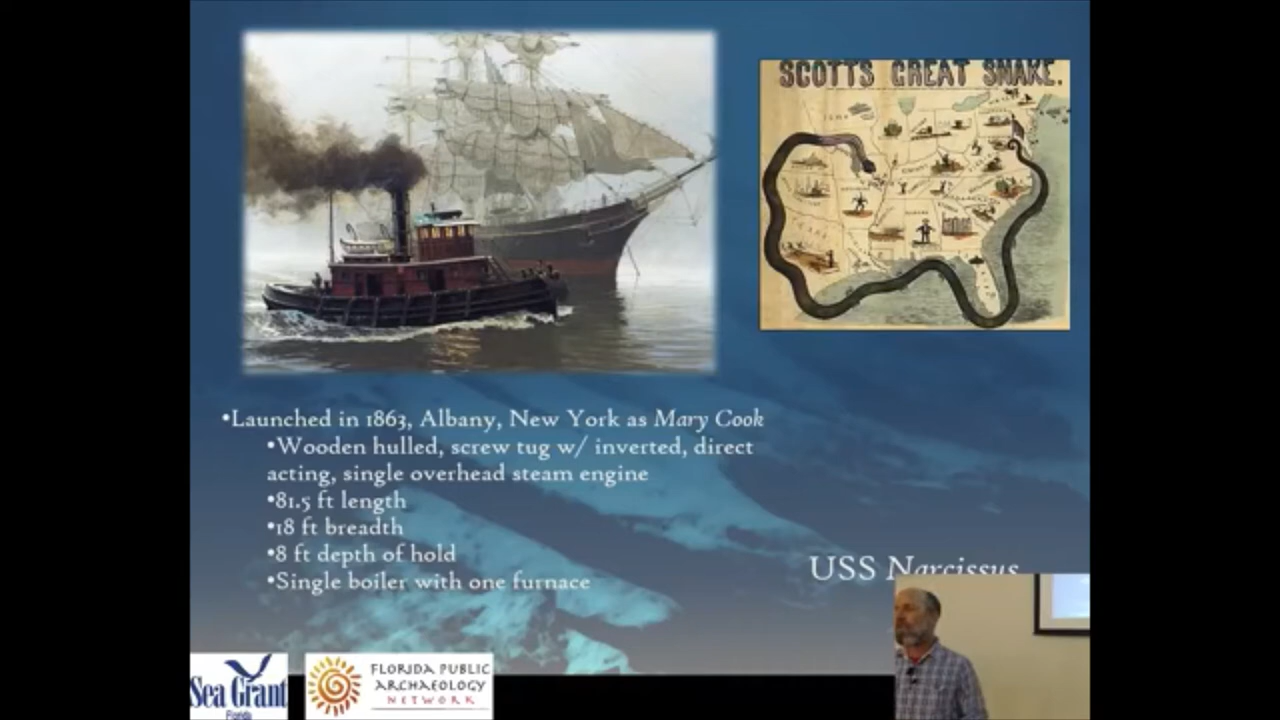 SCOTTS GREAT SNAKE.
•Launched in 1863, Albany, New York as Mary Cook
•Wooden hulled, screw tug w/ inverted, direct
acting, single overhead steam engine
•81.5 ft length
•18 ft breadth
•8 ft depth of hold
•Single boiler with one furnace
USS Narcissus
Sea Grant
Florida
FLORIDA PUBLIC
ARCHAEOLOGY
NETWORK